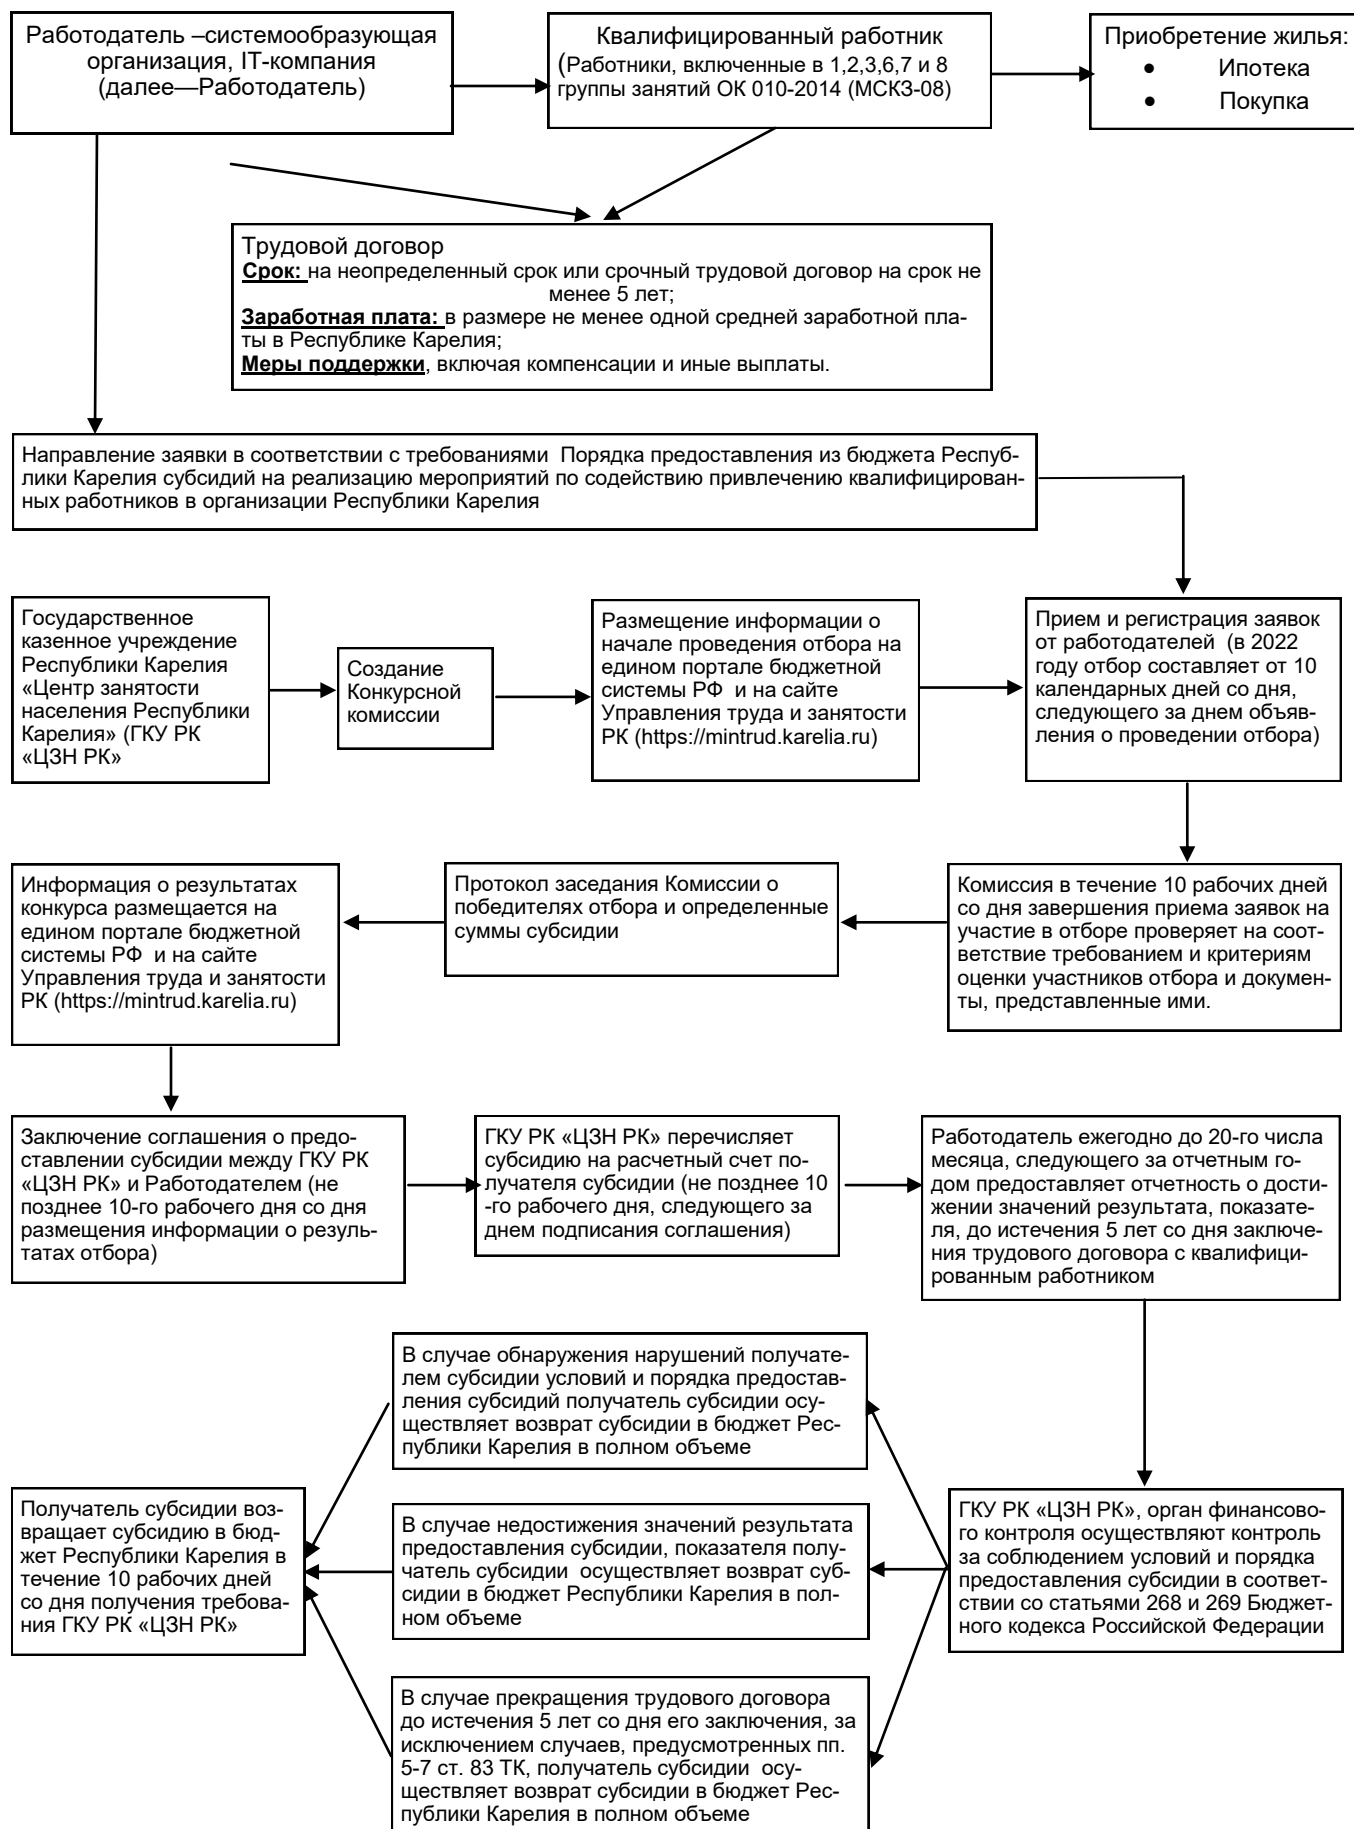 Работодатель –системообразующая
организация, IT-компания
(далее—Работодатель)
Квалифицированный работник
(Работники, включенные в 1,2,3,6,7 и 8
группы занятий ОК 010-2014 (МСКЗ-08)
Приобретение жилья:
• Ипотека
• Покупка
Трудовой договор
Срок: на неопределенный срок или срочный трудовой договор на срок не
менее 5 лет;
Заработная плата: в размере не менее одной средней заработной пла-
ты в Республике Карелия;
Меры поддержки, включая компенсации и иные выплаты.
Направление заявки в соответствии с требованиями  Порядка предоставления из бюджета Респуб-
лики Карелия субсидий на реализацию мероприятий по содействию привлечению квалифицирован-
ных работников в организации Республики Карелия
Государственное
казенное учреждение
Республики Карелия
«Центр занятости
населения Республики
Карелия» (ГКУ РК
«ЦЗН РК»
Создание
Конкурсной
комиссии
Размещение информации о
начале проведения отбора на
едином портале бюджетной
системы РФ  и на сайте
Управления труда и занятости
РК (https://mintrud.karelia.ru)
Прием и регистрация заявок
от работодателей  (в 2022
году отбор составляет от 10
календарных дней со дня,
следующего за днем объяв-
ления о проведении отбора)
Информация о результатах
конкурса размещается на
едином портале бюджетной
системы РФ  и на сайте
Управления труда и занятости
РК (https://mintrud.karelia.ru)
Протокол заседания Комиссии о
победителях отбора и определенные
суммы субсидии
Комиссия в течение 10 рабочих дней
со дня завершения приема заявок на
участие в отборе проверяет на соот-
ветствие требованием и критериям
оценки участников отбора и докумен-
ты, представленные ими.
Заключение соглашения о предо-
ставлении субсидии между ГКУ РК
«ЦЗН РК» и Работодателем (не
позднее 10-го рабочего дня со дня
размещения информации о резуль-
татах отбора)
ГКУ РК «ЦЗН РК» перечисляет
субсидию на расчетный счет по-
лучателя субсидии (не позднее 10
-го рабочего дня, следующего за
днем подписания соглашения)
Работодатель ежегодно до 20-го числа
месяца, следующего за отчетным го-
дом предоставляет отчетность о дости-
жении значений результата, показате-
ля, до истечения 5 лет со дня заключе-
ния трудового договора с квалифици-
рованным работником
В случае обнаружения нарушений получате-
лем субсидии условий и порядка предостав-
ления субсидий получатель субсидии осу-
ществляет возврат субсидии в бюджет Рес-
публики Карелия в полном объеме
Получатель субсидии воз-
вращает субсидию в бюд-
жет Республики Карелия в
течение 10 рабочих дней
со дня получения требова-
ния ГКУ РК «ЦЗН РК»
В случае недостижения значений результата
предоставления субсидии, показателя полу-
чатель субсидии  осуществляет возврат суб-
сидии в бюджет Республики Карелия в пол-
ном объеме
ГКУ РК «ЦЗН РК», орган финансово-
го контроля осуществляют контроль
за соблюдением условий и порядка
предоставления субсидии в соответ-
ствии со статьями 268 и 269 Бюджет-
ного кодекса Российской Федерации
В случае прекращения трудового договора
до истечения 5 лет со дня его заключения, за
исключением случаев, предусмотренных пп.
5-7 ст. 83 ТК, получатель субсидии  осу-
ществляет возврат субсидии в бюджет Рес-
публики Карелия в полном объеме